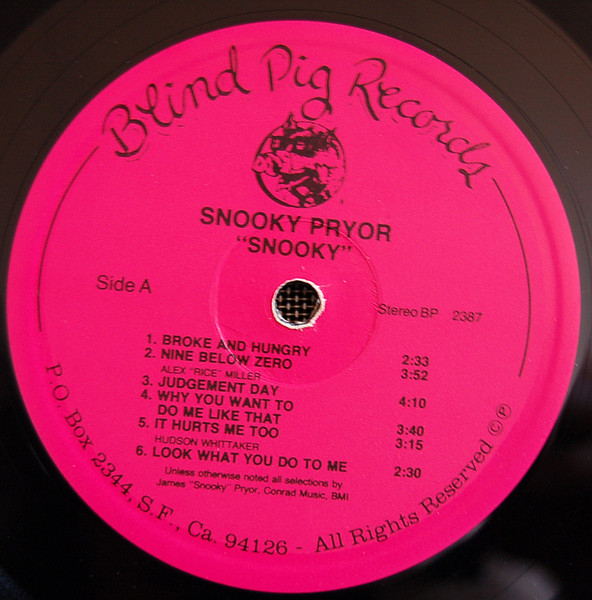 Blind Pig Records
SNOOKY PRYOR
"SNOOKY"
Side A
Stereo BP 2387
1. BROKE AND HUNGRY 2:33
2. NINE BELOW ZERO 3:52
ALEX "RICE" MILLER
3. JUDGEMENT DAY 4:10
4. WHY YOU WANT TO
DO ME LIKE THAT 3:40
5. IT HURTS ME TOO 3:15
HUDSON WHITTAKER
6. LOOK WHAT YOU DO TO ME 2:30
Unless otherwise noted all selections by
James "Snooky" Pryor, Conrad Music, BMI
P.O. Box 2344, S.F., Ca. 94126 - All Rights Reserved © ℗